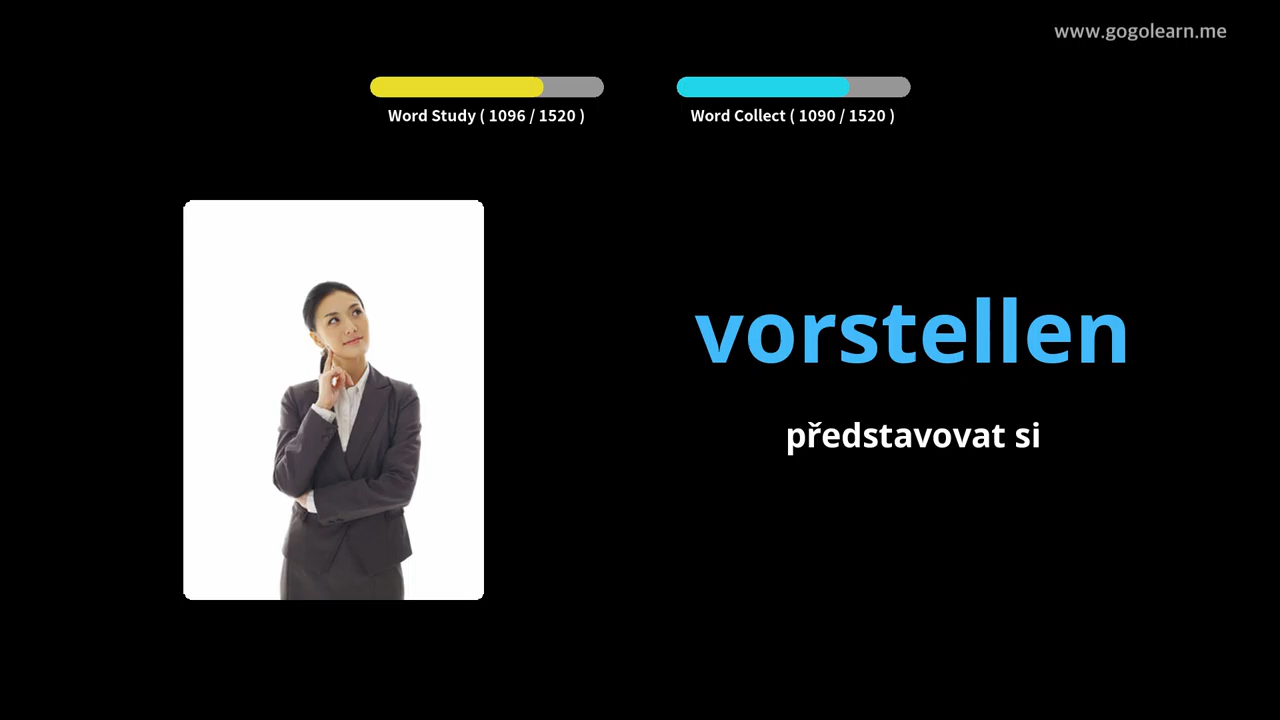 www.gogolearn.me
Word Study ( 1096 / 1520 )
Word Collect ( 1090 / 1520 )
vorstellen
představovat si